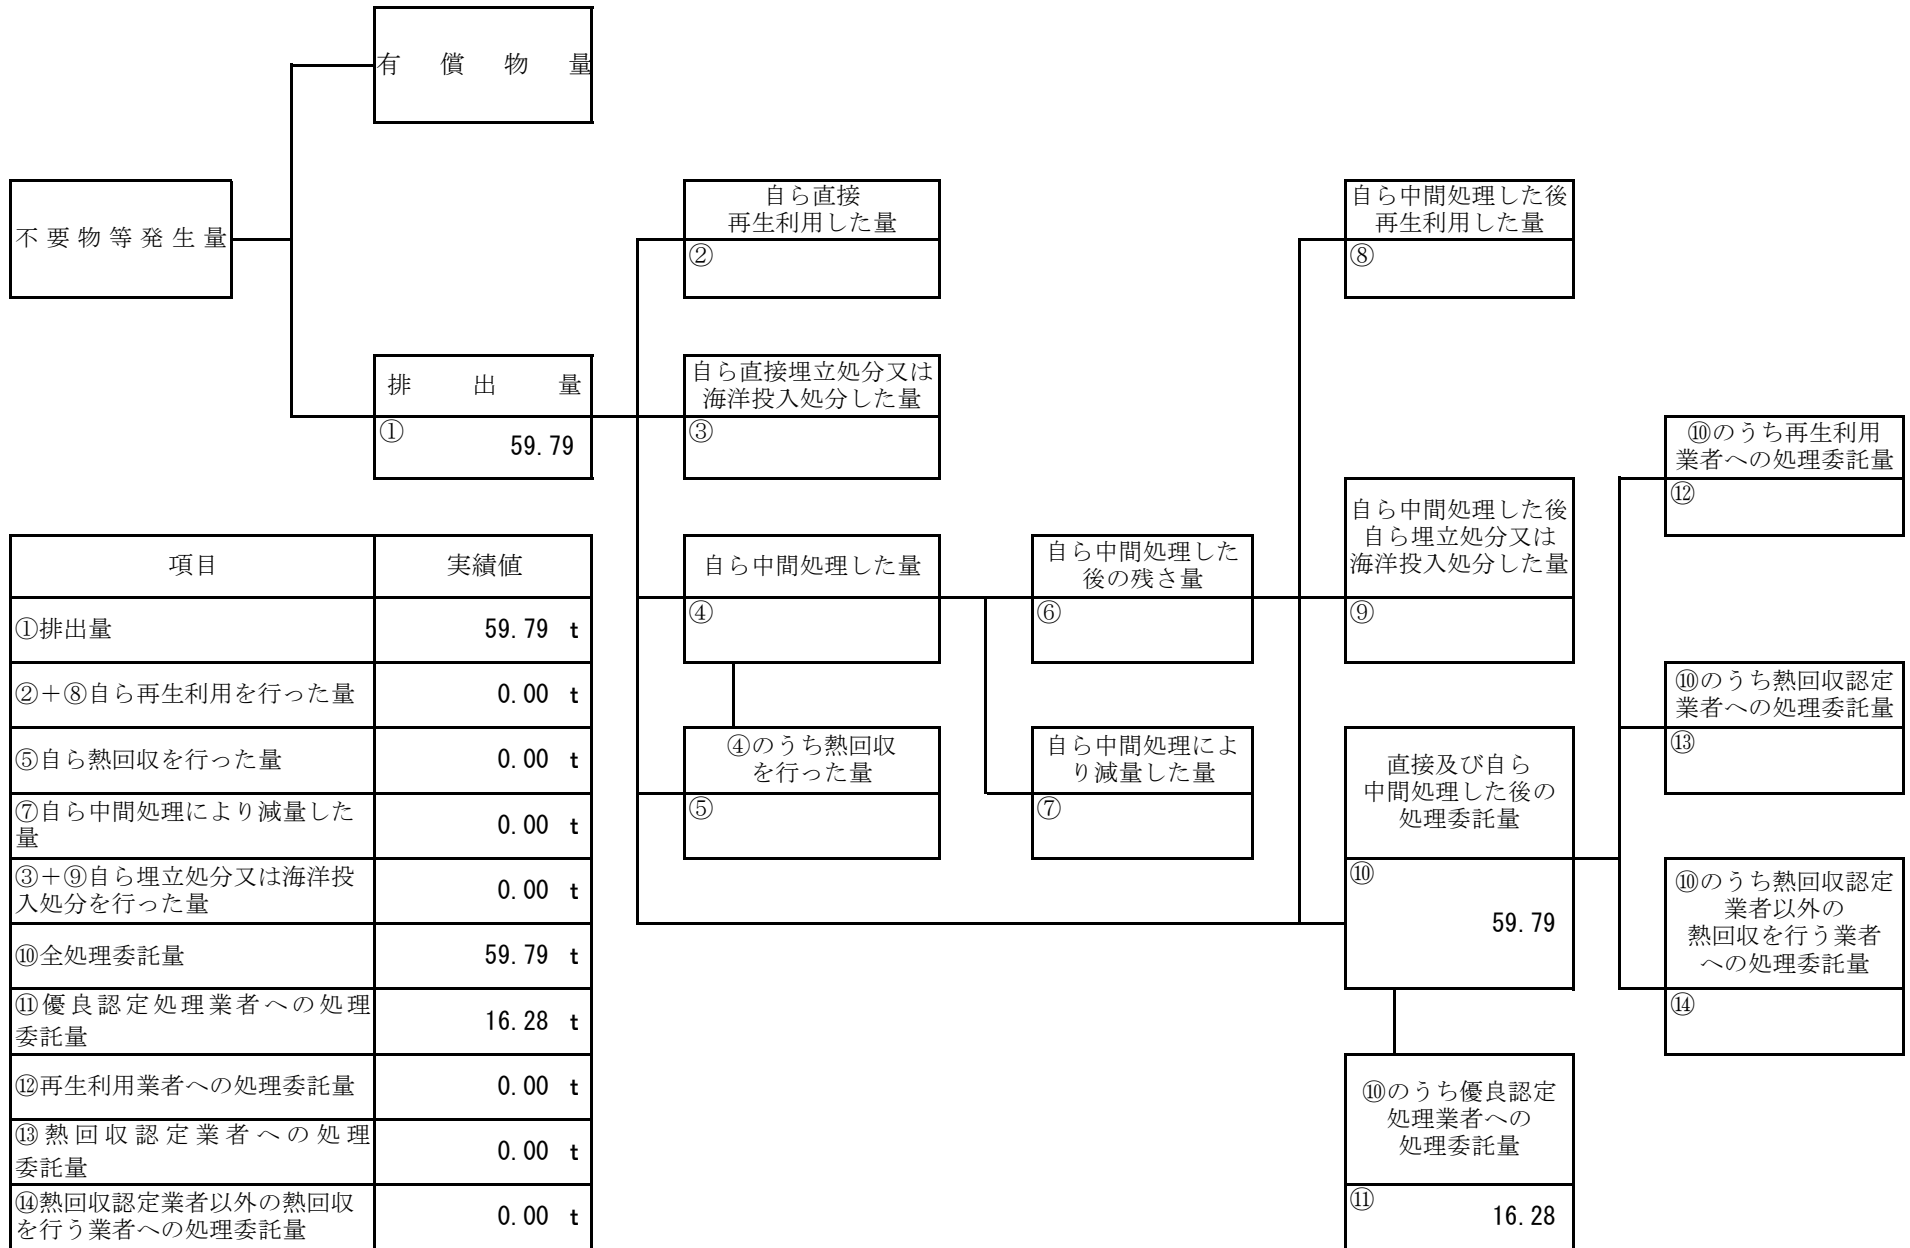 有償物量
不要物等発生量
排出量
①
59.79
自ら直接
再生利用した量
②
自ら直接埋立処分又は
海洋投入処分した量
③
自ら中間処理した量
④
④のうち熱回収
を行った量
⑤
自ら中間処理した
後の残さ量
⑥
自ら中間処理によ
り減量した量
⑦
自ら中間処理した後
再生利用した量
⑧
自ら中間処理した後
自ら埋立処分又は
海洋投入処分した量
⑨
直接及び自ら
中間処理した後の
処理委託量
⑩
59.79
⑩のうち優良認定
処理業者への
処理委託量
⑪
16.28
⑩のうち再生利用
業者への処理委託量
⑫
⑩のうち熱回収認定
業者への処理委託量
⑬
⑩のうち熱回収認定
業者以外の
熱回収を行う業者
への処理委託量
⑭
項目 実績値
①排出量 59.79 t
②＋⑧自ら再生利用を行った量 0.00 t
⑤自ら熱回収を行った量 0.00 t
⑦自ら中間処理により減量した
量 0.00 t
③＋⑨自ら埋立処分又は海洋投
入処分を行った量 0.00 t
⑩全処理委託量 59.79 t
⑪優良認定処理業者への処理
委託量 16.28 t
⑫再生利用業者への処理委託量 0.00 t
⑬熱回収認定業者への処理
委託量 0.00 t
⑭熱回収認定業者以外の熱回収
を行う業者への処理委託量 0.00 t